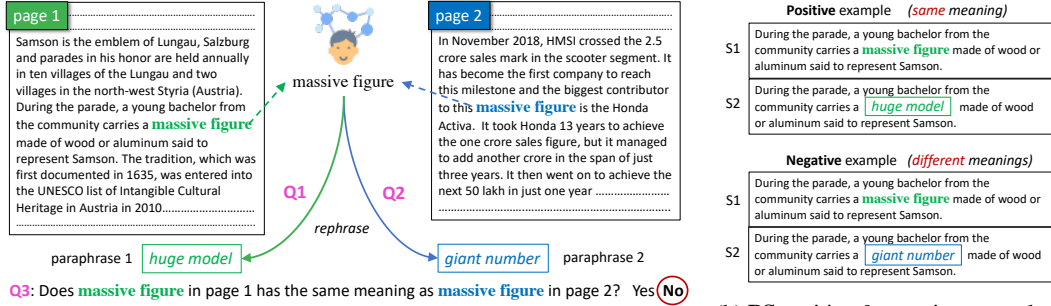 page 1
Samson is the emblem of Lungau, Salzburg
and parades in his honor are held annually
in ten villages of the Lungau and two
villages in the north-west Styria (Austria).
During the parade, a young bachelor from
the community carries a massive figure
made of wood or aluminum said to
represent Samson. The tradition, which was
first documented in 1635, was entered into
the UNESCO list of Intangible Cultural
Heritage in Austria in 2010
massive figure
page 2
In November 2018, HMSI crossed the 2.5
crore sales mark in the scooter segment. It
has become the first company to reach
this milestone and the biggest contributor
to this massive figure is the Honda
Activa. It took Honda 13 years to achieve
the one crore sales figure, but it managed
to add another crore in the span of just
three years. It then went on to achieve the
next 50 lakh in just one year
Q1
Q2
rephrase
paraphrase 1
huge model
giant number
paraphrase 2
Q3: Does massive figure in page 1 has the same meaning as massive figure in page 2? Yes No
Positive example (same meaning)
S1
During the parade, a young bachelor from the
community carries a massive figure made of wood or
aluminum said to represent Samson.
S2
During the parade, a young bachelor from the
community carries a huge model made of wood
or aluminum said to represent Samson.
Negative example (different meanings)
S1
During the parade, a young bachelor from the
community carries a massive figure made of wood or
aluminum said to represent Samson.
S2
During the parade, a young bachelor from the
community carries a giant number made of wood
or aluminum said to represent Samson.